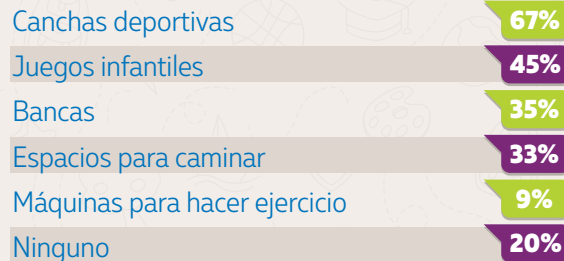 Canchas deportivas 67%
Juegos infantiles 45%
Bancas 35%
Espacios para caminar 33%
Máquinas para hacer ejercicio 9%
Ninguno 20%